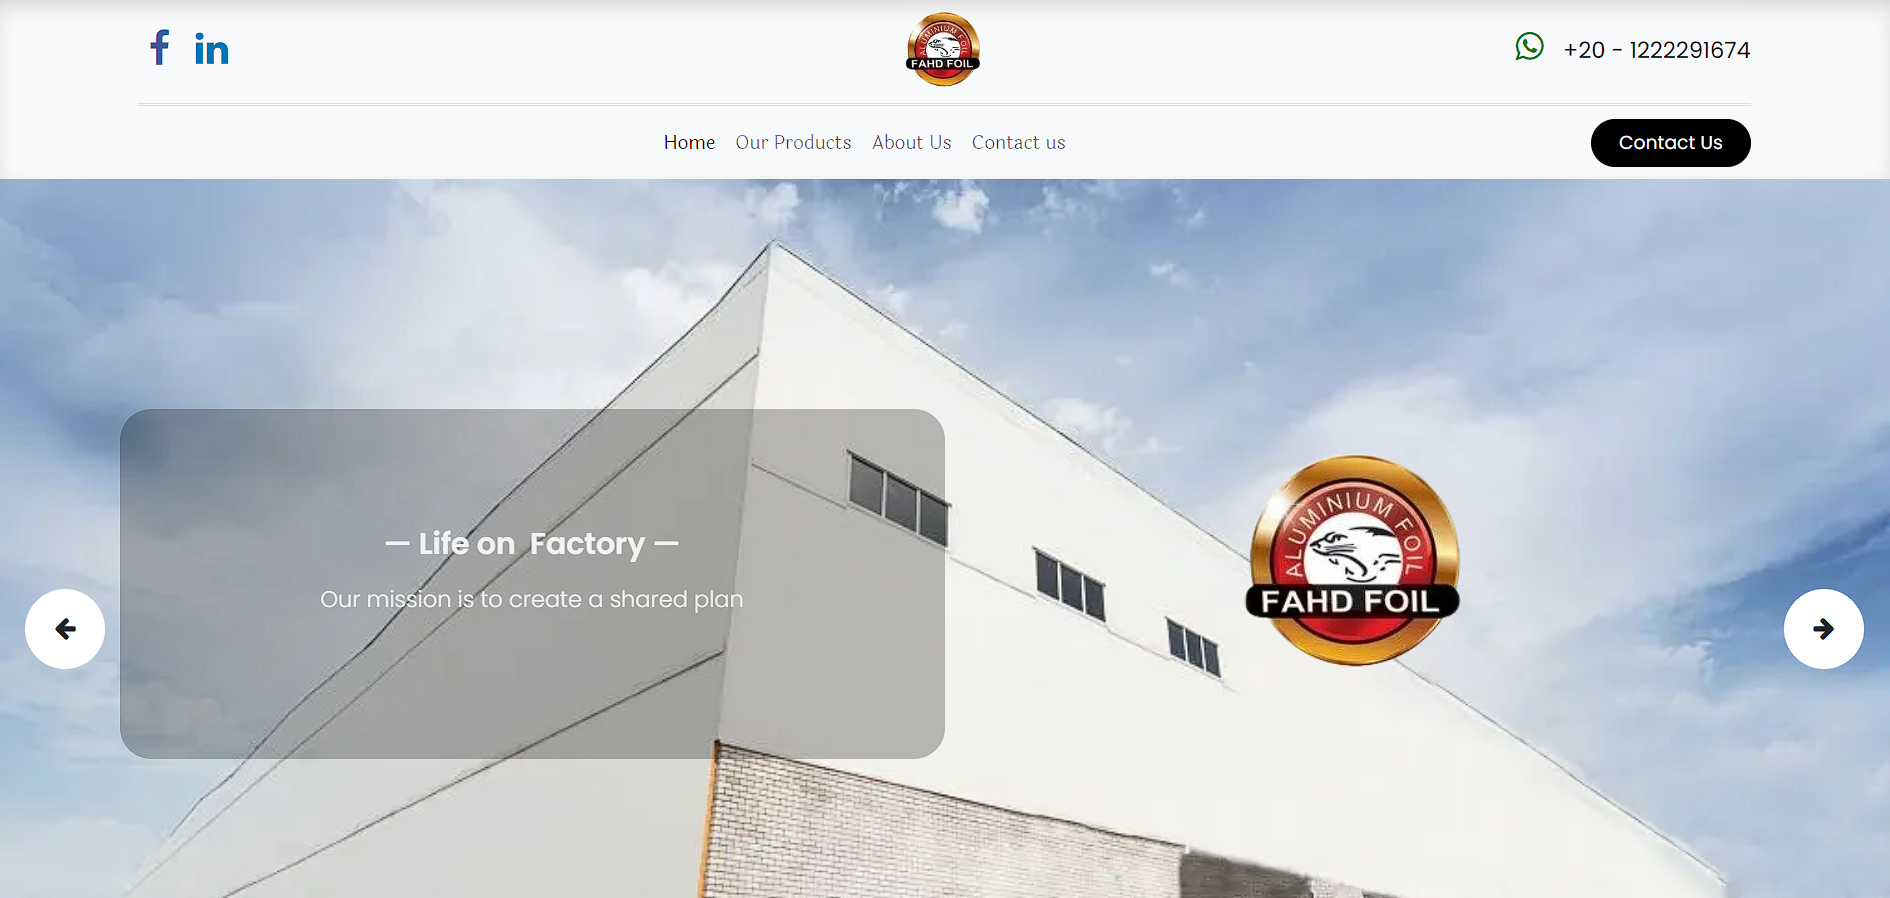 ALUMINIUM FOIL
FAHD FOIL
+20 - 1222291674
Home
Our Products
About Us
Contact us
Contact Us
— Life on  Factory —
Our mission is to create a shared plan
ALUMINIUM FOIL
FAHD FOIL